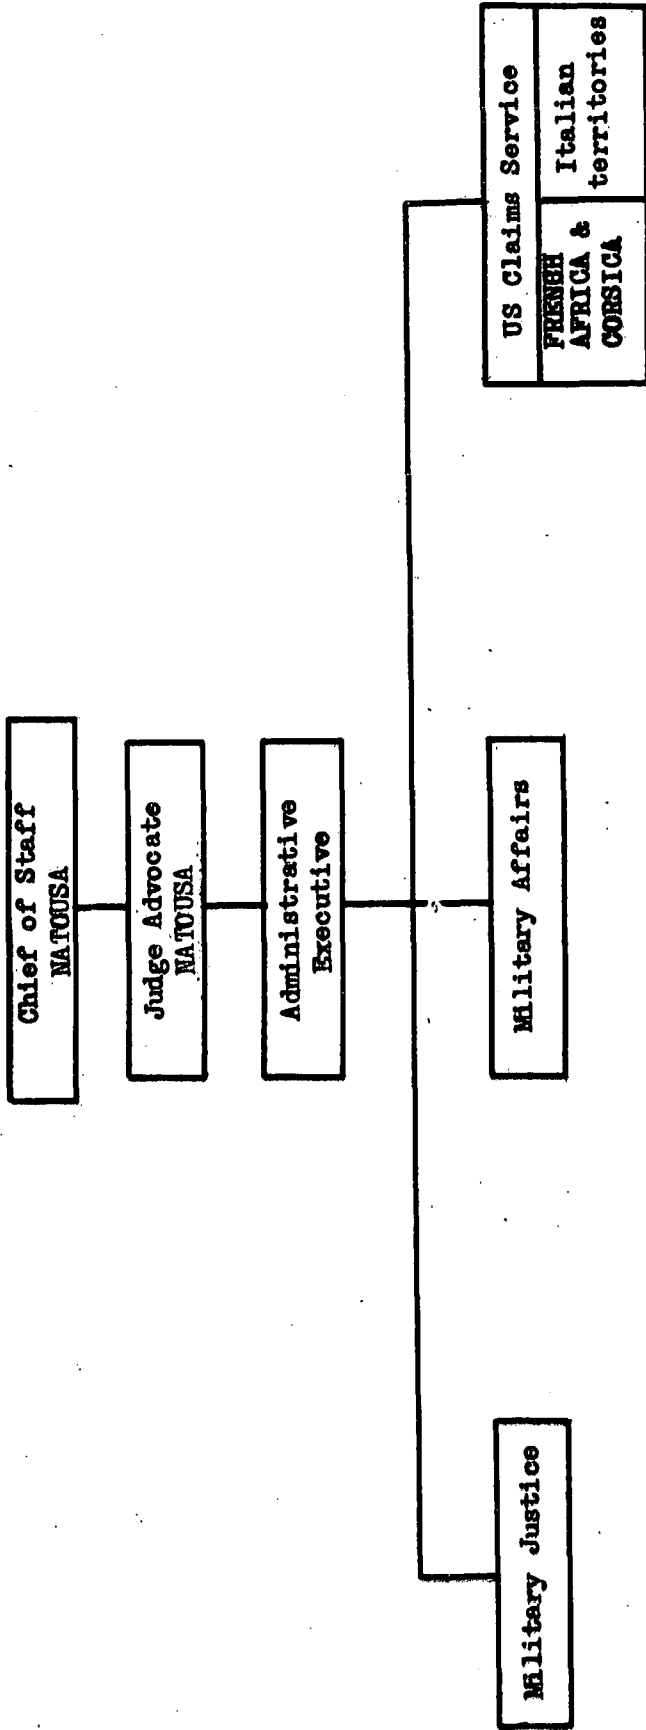 Chief of Staff
NATOUSA
Judge Advocate
NATOUSA
Administrative
Executive
Military Justice
Military Affairs
US Claims Service
FRENCH
AFRICA &
CORSICA
Italian
territories